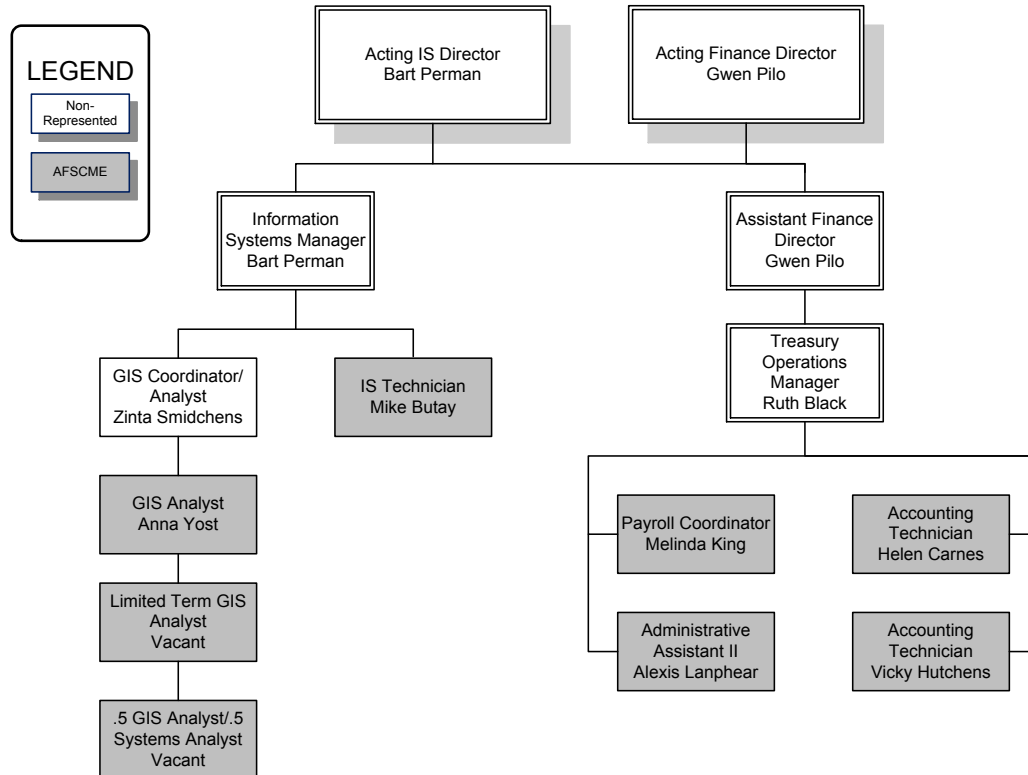 LEGEND
Non-
Represented
AFSCME
Acting IS Director
Bart Perman
Acting Finance Director
Gwen Pilo
Information
Systems Manager
Bart Perman
Assistant Finance
Director
Gwen Pilo
GIS Coordinator/
Analyst
Zinta Smidchens
IS Technician
Mike Butay
Treasury
Operations
Manager
Ruth Black
GIS Analyst
Anna Yost
Limited Term GIS
Analyst
Vacant
.5 GIS Analyst/.5
Systems Analyst
Vacant
Payroll Coordinator
Melinda King
Accounting
Technician
Helen Carnes
Administrative
Assistant II
Alexis Lanphear
Accounting
Technician
Vicky Hutchens